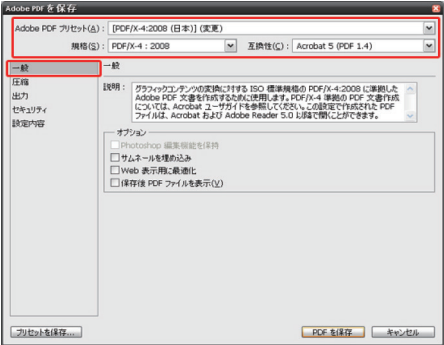 Adobe PDF を保存
Adobe PDF プリセット(A): [PDF/X-4:2008 (日本)] (変更)
規格(S): PDF/X-4 : 2008 互換性(C): Acrobat 5 (PDF 1.4)
一般
圧縮
出力
セキュリティ
設定内容
一般
説明: グラフィックコンテンツの変換に対する ISO 標準規格の PDF/X-4:2008 に準拠した
Adobe PDF 文書を作成するために使用します。PDF/X-4 準拠の PDF 文書作成
については、Acrobat ユーザガイドを参照してください。この設定で作成された PDF
ファイルは、Acrobat および Adobe Reader 5.0 以降で開くことができます。
オプション
Photoshop 編集機能を保持
サムネールを埋め込み
Web 表示用に最適化
保存後 PDF ファイルを表示(V)
プリセットを保存... PDF を保存 キャンセル